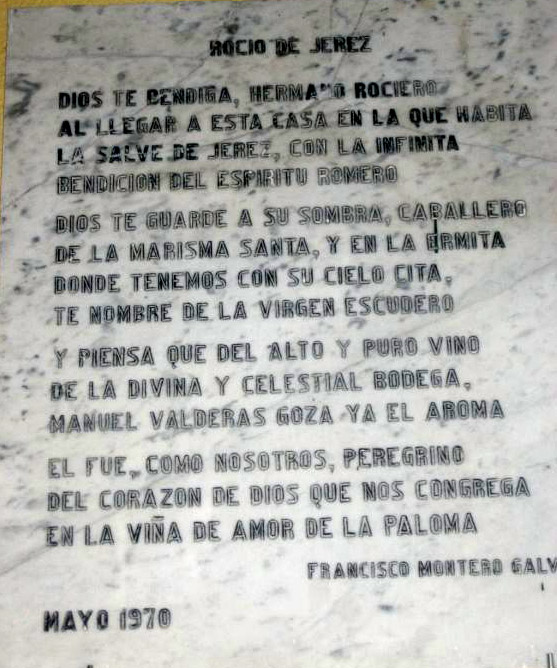 ROCIO DE JEREZ
DIOS TE BENDIGA, HERMANO ROCIERO
AL LLEGAR A ESTA CASA EN LA QUE HABITA
LA SALVE DE JEREZ, CON LA INFINITA
BENDICION DEL ESPIRITU ROMERO
DIOS TE GUARDE A SU SOMBRA, CABALLERO
DE LA MARISMA SANTA, Y EN LA ERMITA
DONDE TENEMOS CON SU CIELO CITA,
TE NOMBRE DE LA VIRGEN ESCUDERO
Y PIENSA QUE DEL ALTO Y PURO VINO
DE LA DIVINA Y CELESTIAL BODEGA,
MANUEL VALDERAS GOZA YA EL AROMA
EL FUE, COMO NOSOTROS, PEREGRINO
DEL CORAZON DE DIOS QUE NOS CONGREGA
EN LA VIÑA DE AMOR DE LA PALOMA
FRANCISCO MONTERO GALV
MAYO 1970